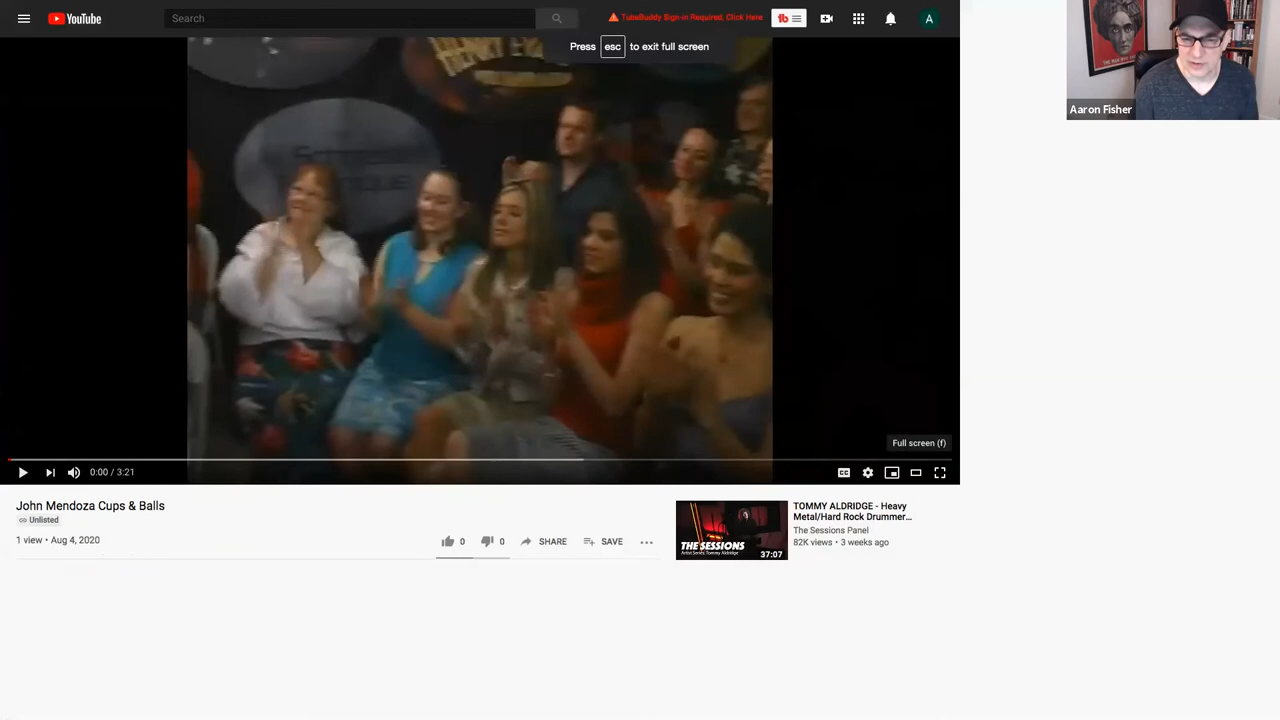 YouTube
Search
TubeBuddy Sign-in Required, Click Here
tb
A
Press esc to exit full screen
Aaron Fisher
Full screen (f)
0:00 / 3:21
CC
John Mendoza Cups & Balls
Unlisted
1 view • Aug 4, 2020
0
0
SHARE
SAVE
THE SESSIONS
37:07
TOMMY ALDRIDGE - Heavy
Metal/Hard Rock Drummer...
The Sessions Panel
82K views • 3 weeks ago